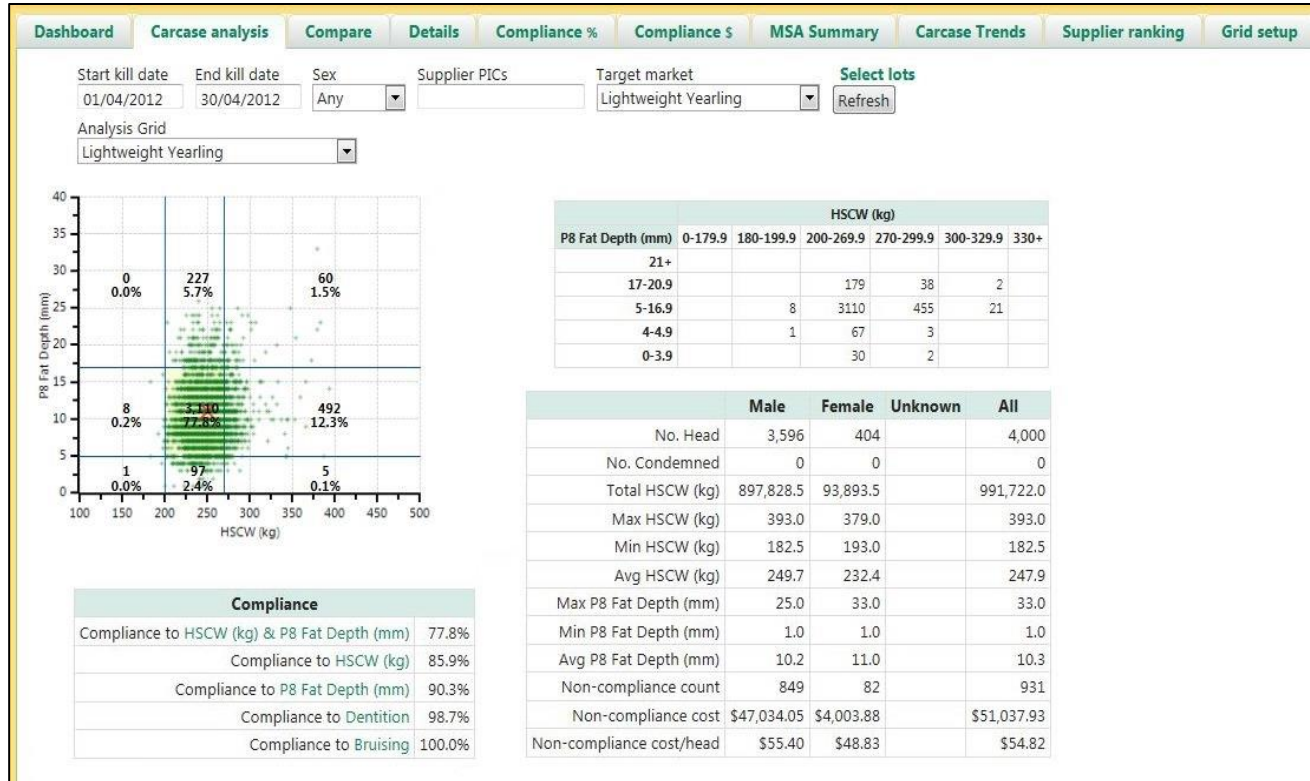 Dashboard Carcase analysis Compare Details Compliance % Compliance $ MSA Summary Carcase Trends Supplier ranking Grid setup
Start kill date End kill date Sex Supplier PICs Target market Select lots
01/04/2012 30/04/2012 Any Lightweight Yearling Refresh
Analysis Grid
Lightweight Yearling
P8 Fat Depth (mm)
40
35
30
25
20
15
10
5
0
0 227 60
0.0% 5.7% 1.5%
8 3,110 492
0.2% 77.8% 12.3%
1 97 5
0.0% 2.4% 0.1%
100 150 200 250 300 350 400 450 500
HSCW (kg)
HSCW (kg)
P8 Fat Depth (mm) 0-179.9 180-199.9 200-269.9 270-299.9 300-329.9 330+
21+
17-20.9 179 38 2
5-16.9 8 3110 455 21
4-4.9 1 67 3
0-3.9 30 2
Compliance
Compliance to HSCW (kg) & P8 Fat Depth (mm) 77.8%
Compliance to HSCW (kg) 85.9%
Compliance to P8 Fat Depth (mm) 90.3%
Compliance to Dentition 98.7%
Compliance to Bruising 100.0%
Male Female Unknown All
No. Head 3,596 404 4,000
No. Condemned 0 0 0
Total HSCW (kg) 897,828.5 93,893.5 991,722.0
Max HSCW (kg) 393.0 379.0 393.0
Min HSCW (kg) 182.5 193.0 182.5
Avg HSCW (kg) 249.7 232.4 247.9
Max P8 Fat Depth (mm) 25.0 33.0 33.0
Min P8 Fat Depth (mm) 1.0 1.0 1.0
Avg P8 Fat Depth (mm) 10.2 11.0 10.3
Non-compliance count 849 82 931
Non-compliance cost $47,034.05 $4,003.88 $51,037.93
Non-compliance cost/head $55.40 $48.83 $54.82